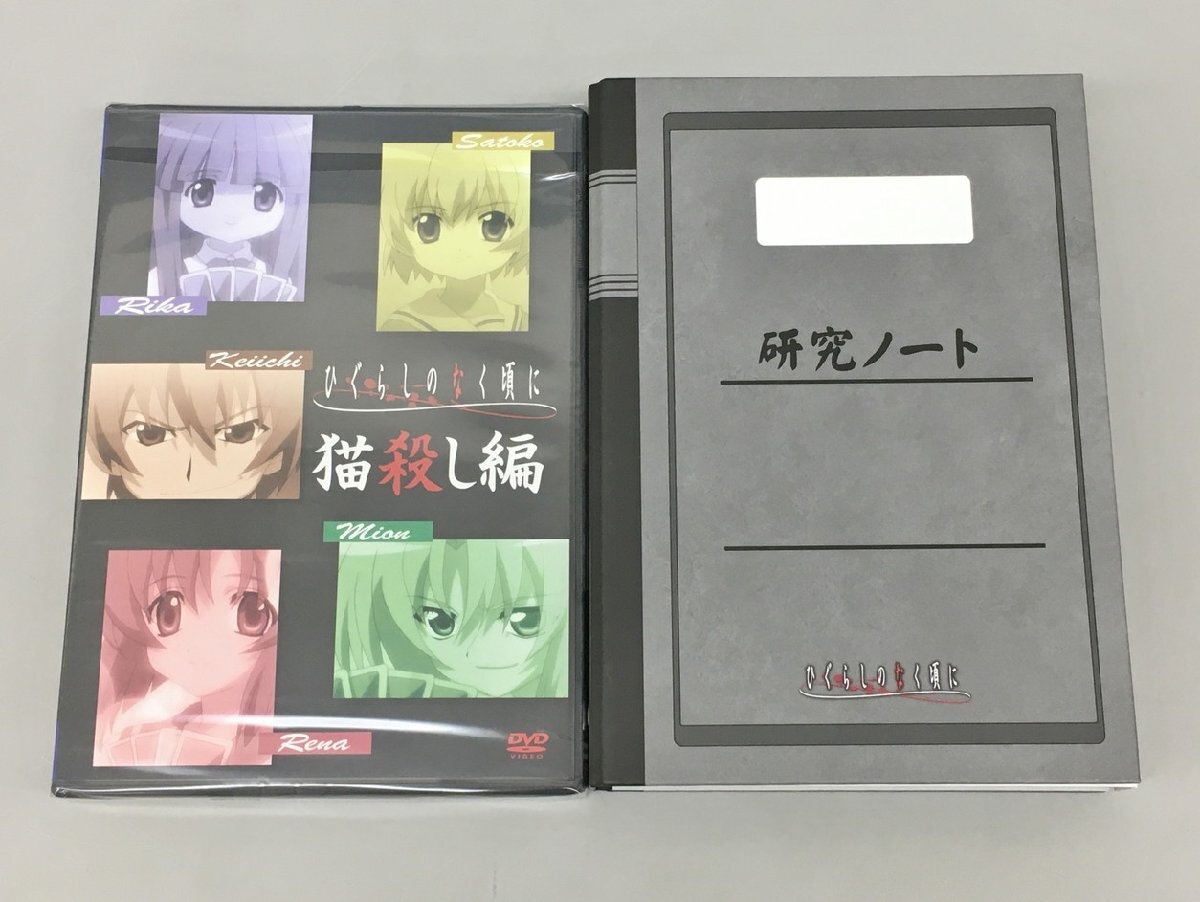 Satoko
Rika
Keiichi
ひぐらしのなく頃に
猫殺し編
Mion
Rena
DVD
VIDEO
研究ノート
ひぐらしのなく頃に